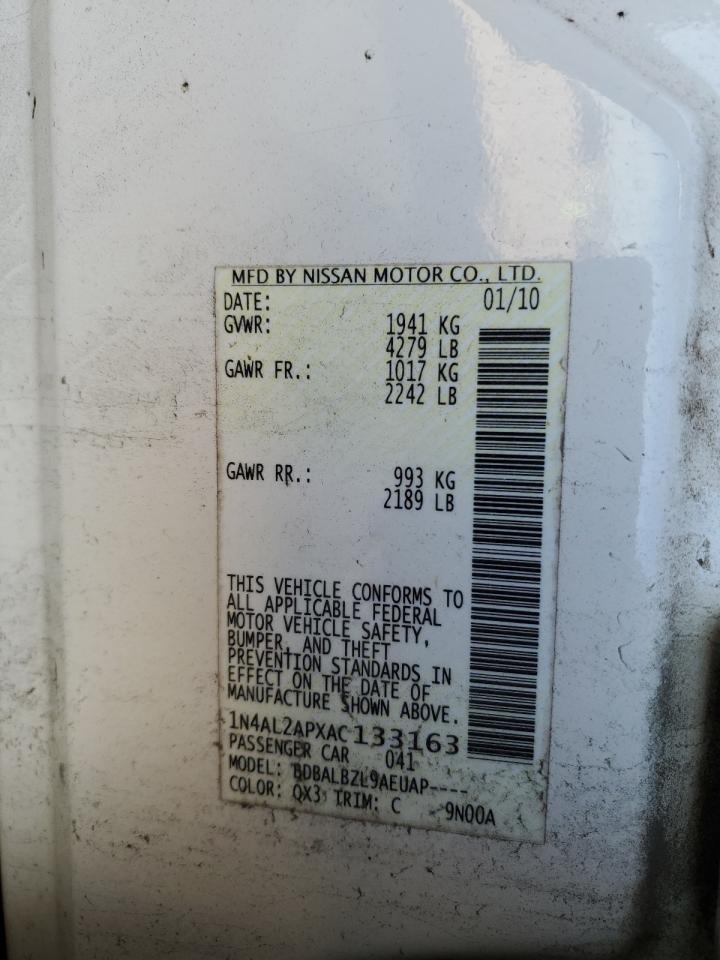 MFD BY NISSAN MOTOR CO., LTD.
DATE: 01/10
GVWR: 1941 KG
4279 LB
GAWR FR.: 1017 KG
2242 LB
GAWR RR.: 993 KG
2189 LB
THIS VEHICLE CONFORMS TO
ALL APPLICABLE FEDERAL
MOTOR VEHICLE SAFETY,
BUMPER, AND THEFT
PREVENTION STANDARDS IN
EFFECT ON THE DATE OF
MANUFACTURE SHOWN ABOVE.
1N4AL2APXAC133163
PASSENGER CAR 041
MODEL: BDBALBZL9AEUAP----
COLOR: QX3 TRIM: C 9N00A